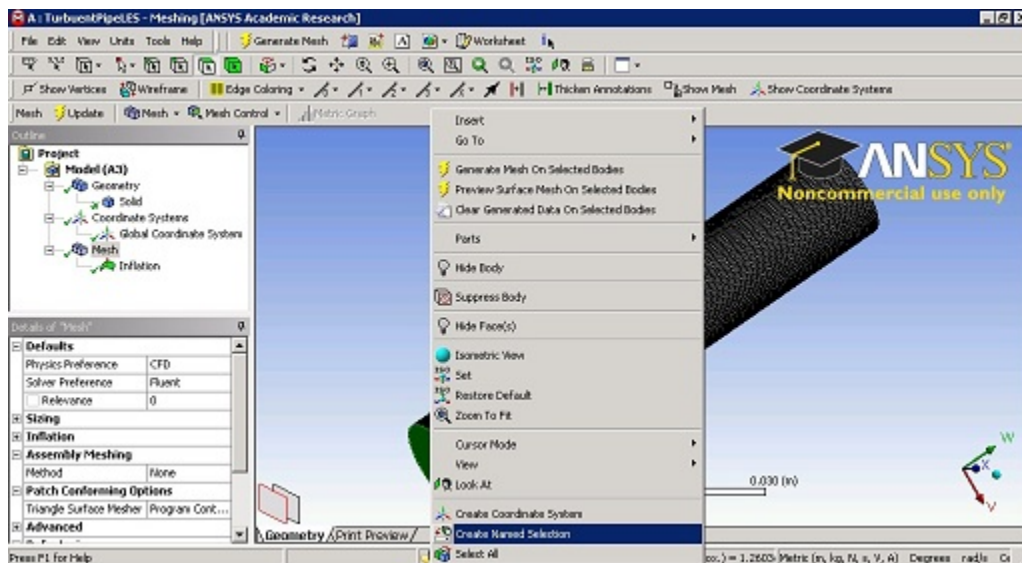 A : TurbuentPipeLES - Meshing [ANSYS Academic Research]
File Edit View Units Tools Help Generate Mesh A Worksheet
Show Vertices Wireframe Edge Coloring Thicken Annotations Show Mesh Show Coordinate Systems
Mesh Update Mesh Mesh Control Metric Graph
Outline
Project
Model (A3)
Geometry
Solid
Coordinate Systems
Global Coordinate System
Mesh
Inflation
Details of "Mesh"
Defaults
Physics Preference CFD
Solver Preference Fluent
Relevance 0
Sizing
Inflation
Assembly Meshing
Method None
Patch Conforming Options
Triangle Surface Mesher Program Cont...
Advanced
Insert
Go To
Generate Mesh On Selected Bodies
Preview Surface Mesh On Selected Bodies
Clear Generated Data On Selected Bodies
Parts
Hide Body
Suppress Body
Hide Face(s)
Isometric View
ISO Set
ISO Restore Default
Zoom To Fit
Cursor Mode
View
Look At
Create Coordinate System
Create Named Selection
Select All
ANSYS
Noncommercial use only
0.030 (m)
W
X
V
Geometry Print Preview
Press F1 for Help
Metric (m, kg, N, s, V, A) Degrees rad/s